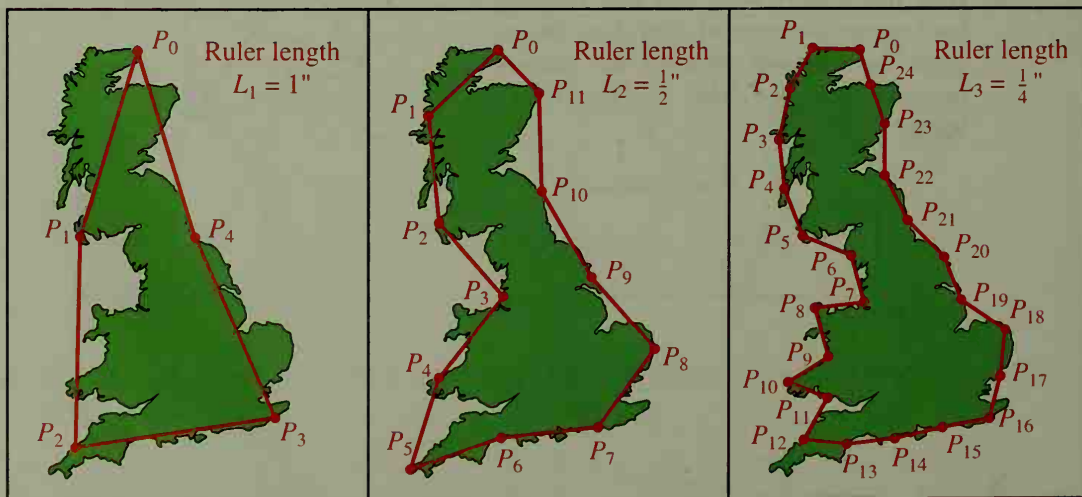 P₀
Ruler length
L₁ = 1"
P₁
P₄
P₂
P₃
P₀
Ruler length
L₂ = ½"
P₁₁
P₁
P₁₀
P₂
P₉
P₃
P₈
P₄
P₅
P₆
P₇
P₁
P₀
Ruler length
L₃ = ¼"
P₂₄
P₂
P₂₃
P₃
P₂₂
P₄
P₂₁
P₅
P₂₀
P₆
P₇
P₁₉
P₈
P₁₈
P₉
P₁₀
P₁₇
P₁₁
P₁₂
P₁₆
P₁₃
P₁₄
P₁₅